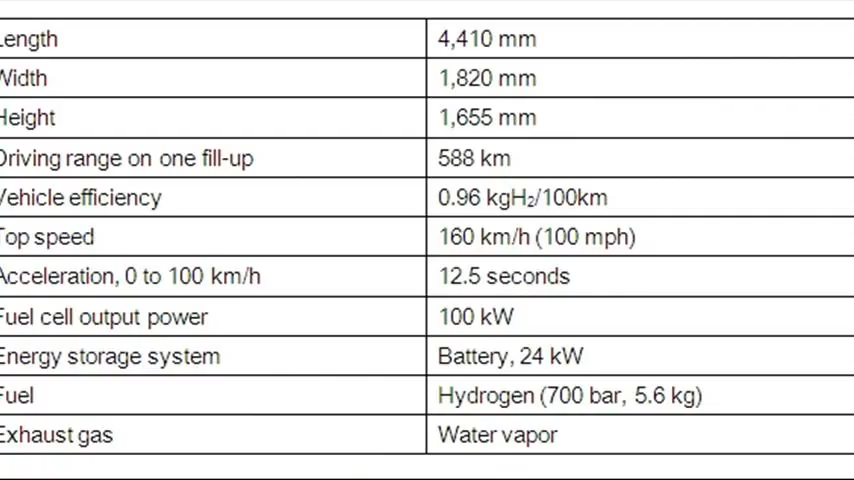 Length 4,410 mm
Width 1,820 mm
Height 1,655 mm
Driving range on one fill-up 588 km
Vehicle efficiency 0.96 kgH₂/100km
Top speed 160 km/h (100 mph)
Acceleration, 0 to 100 km/h 12.5 seconds
Fuel cell output power 100 kW
Energy storage system Battery, 24 kW
Fuel Hydrogen (700 bar, 5.6 kg)
Exhaust gas Water vapor